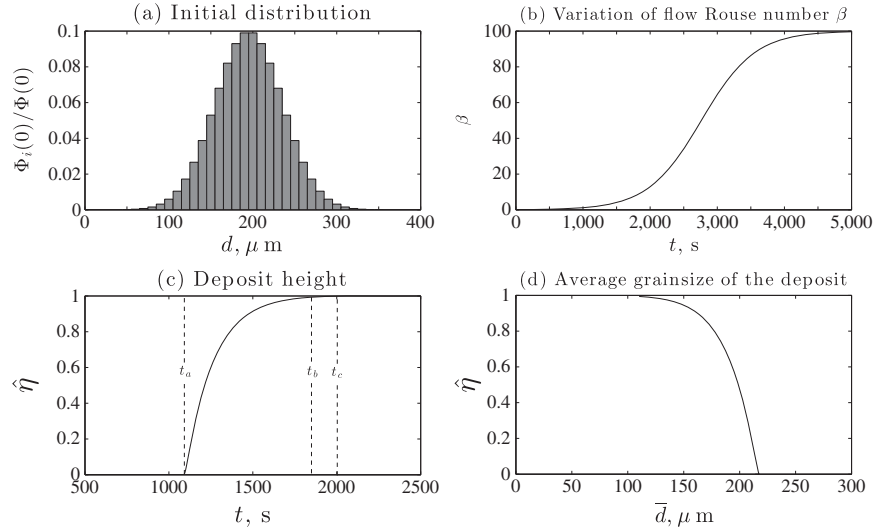 (a) Initial distribution
0.1
0.08
0.06
0.04
0.02
0
Φᵢ(0)/Φ(0)
0 100 200 300 400
d, μ m
(b) Variation of flow Rouse number β
100
80
60
40
20
0
β
0 1,000 2,000 3,000 4,000 5,000
t, s
(c) Deposit height
1
0.8
0.6
0.4
0.2
0
η̂
t_a t_b t_c
500 1000 1500 2000 2500
t, s
(d) Average grainsize of the deposit
1
0.8
0.6
0.4
0.2
0
η̂
0 50 100 150 200 250 300
d̅, μ m